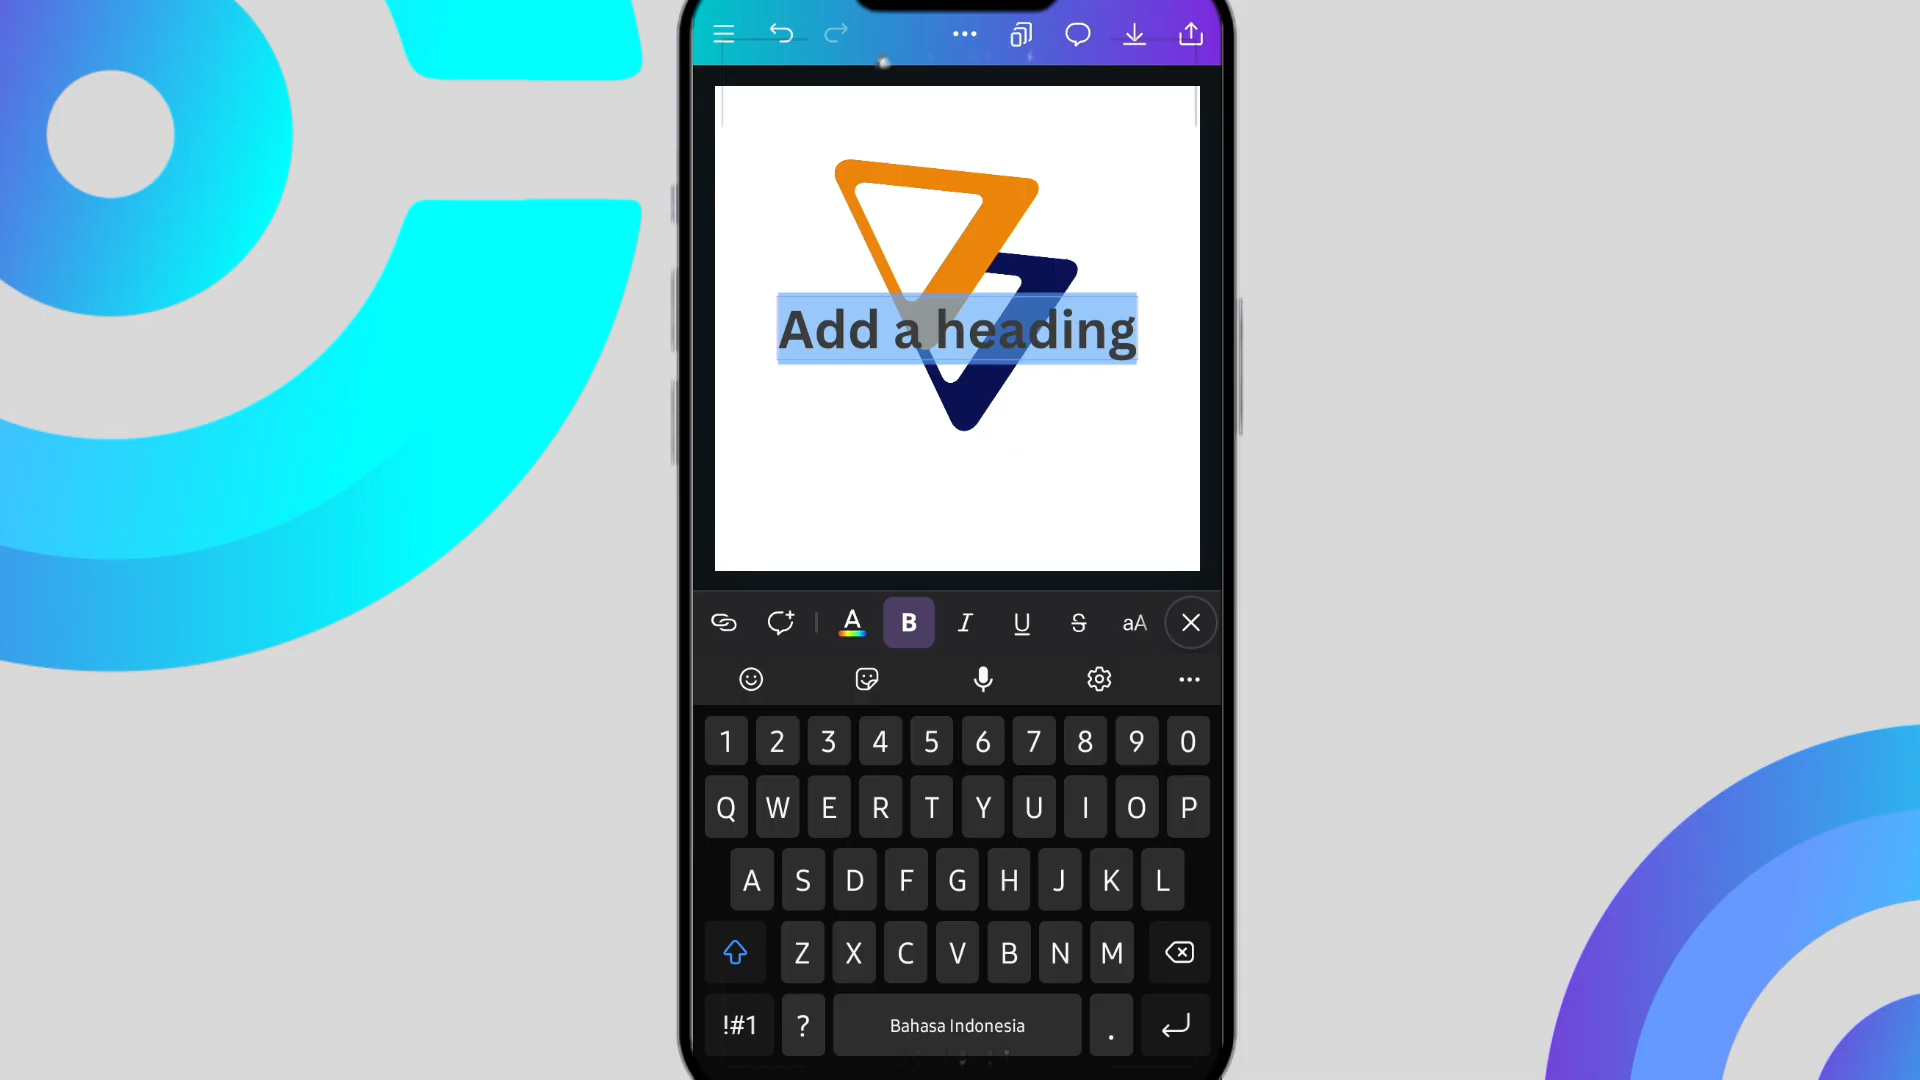 Add a heading
A B I U S aA
1 2 3 4 5 6 7 8 9 0
Q W E R T Y U I O P
A S D F G H J K L
Z X C V B N M
!#1 ? Bahasa Indonesia .